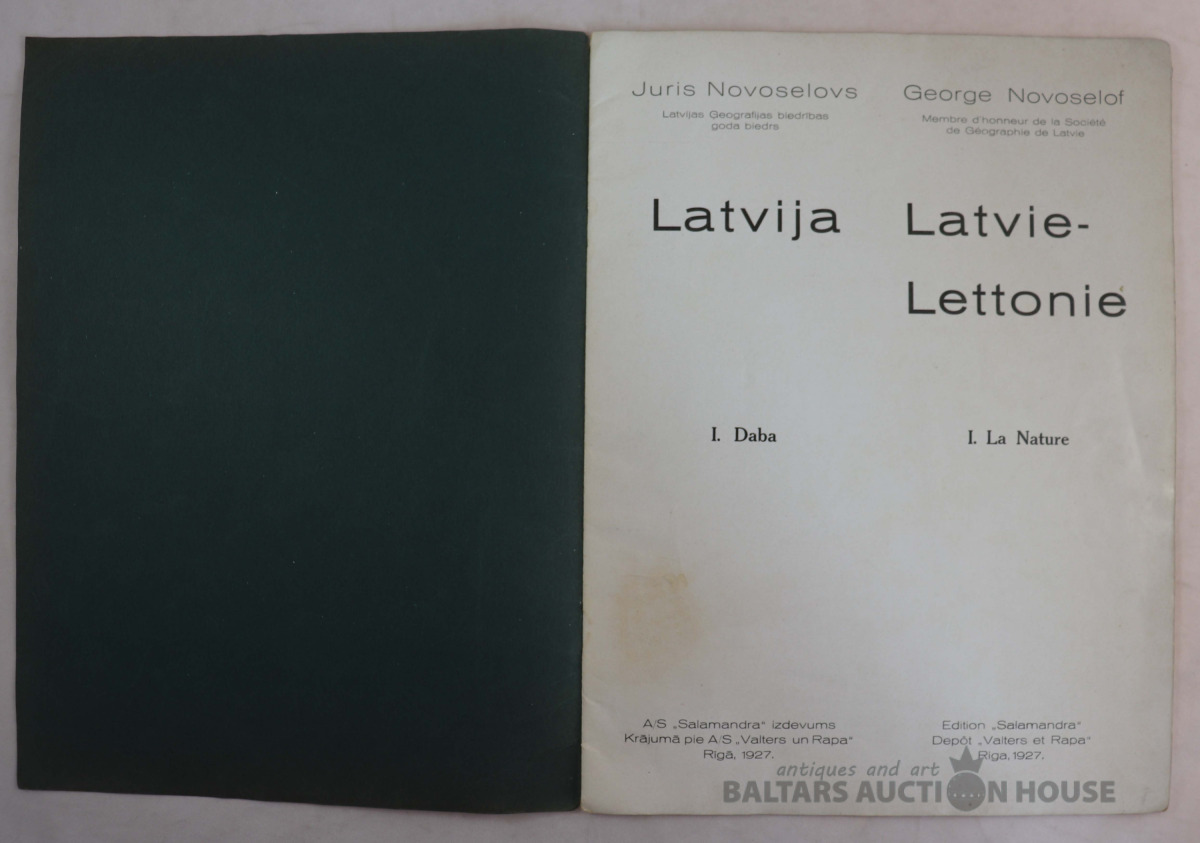 Juris Novoselovs
Latvijas Geografijas biedrības
goda biedrs
Latvija
I. Daba
A/S „Salamandra“ izdevums
Krājumā pie A/S „Valters un Rapa“
Rīgā, 1927.
George Novoselof
Membre d'honneur de la Société
de Géographie de Latvie
Latvie-
Lettonie
I. La Nature
Edition „Salamandra“
Depôt „Valters et Rapa“
Riga, 1927.
antiques and art
BALTARS AUCTION HOUSE